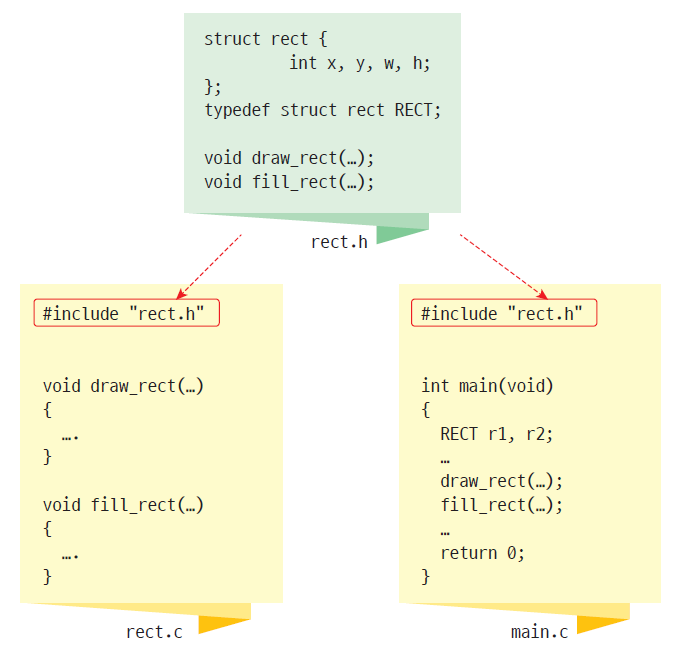 struct rect {
int x, y, w, h;
};
typedef struct rect RECT;
void draw_rect(…);
void fill_rect(…);
rect.h
#include "rect.h"
void draw_rect(…)
{
….
}
void fill_rect(…)
{
….
}
rect.c
#include "rect.h"
int main(void)
{
RECT r1, r2;
…
draw_rect(…);
fill_rect(…);
…
return 0;
}
main.c